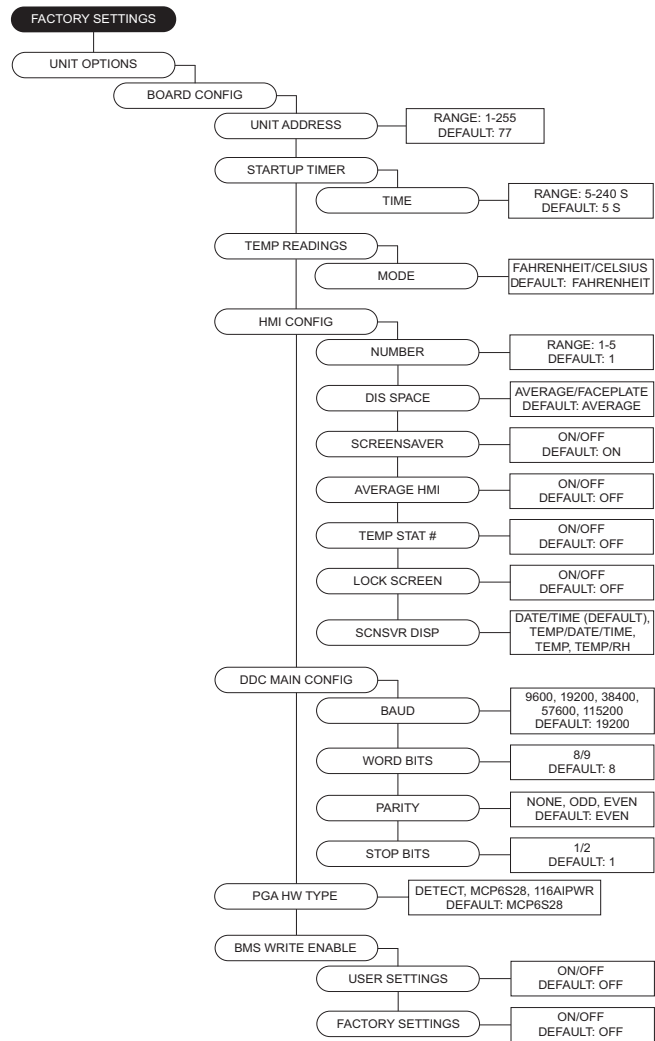 FACTORY SETTINGS
UNIT OPTIONS
BOARD CONFIG
UNIT ADDRESS
RANGE: 1-255
DEFAULT: 77
STARTUP TIMER
TIME
RANGE: 5-240 S
DEFAULT: 5 S
TEMP READINGS
MODE
FAHRENHEIT/CELSIUS
DEFAULT: FAHRENHEIT
HMI CONFIG
NUMBER
RANGE: 1-5
DEFAULT: 1
DIS SPACE
AVERAGE/FACEPLATE
DEFAULT: AVERAGE
SCREENSAVER
ON/OFF
DEFAULT: ON
AVERAGE HMI
ON/OFF
DEFAULT: OFF
TEMP STAT #
ON/OFF
DEFAULT: OFF
LOCK SCREEN
ON/OFF
DEFAULT: OFF
SCNSVR DISP
DATE/TIME (DEFAULT),
TEMP/DATE/TIME,
TEMP, TEMP/RH
DDC MAIN CONFIG
BAUD
9600, 19200, 38400,
57600, 115200
DEFAULT: 19200
WORD BITS
8/9
DEFAULT: 8
PARITY
NONE, ODD, EVEN
DEFAULT: EVEN
STOP BITS
1/2
DEFAULT: 1
PGA HW TYPE
DETECT, MCP6S28, 116AIPWR
DEFAULT: MCP6S28
BMS WRITE ENABLE
USER SETTINGS
ON/OFF
DEFAULT: OFF
FACTORY SETTINGS
ON/OFF
DEFAULT: OFF